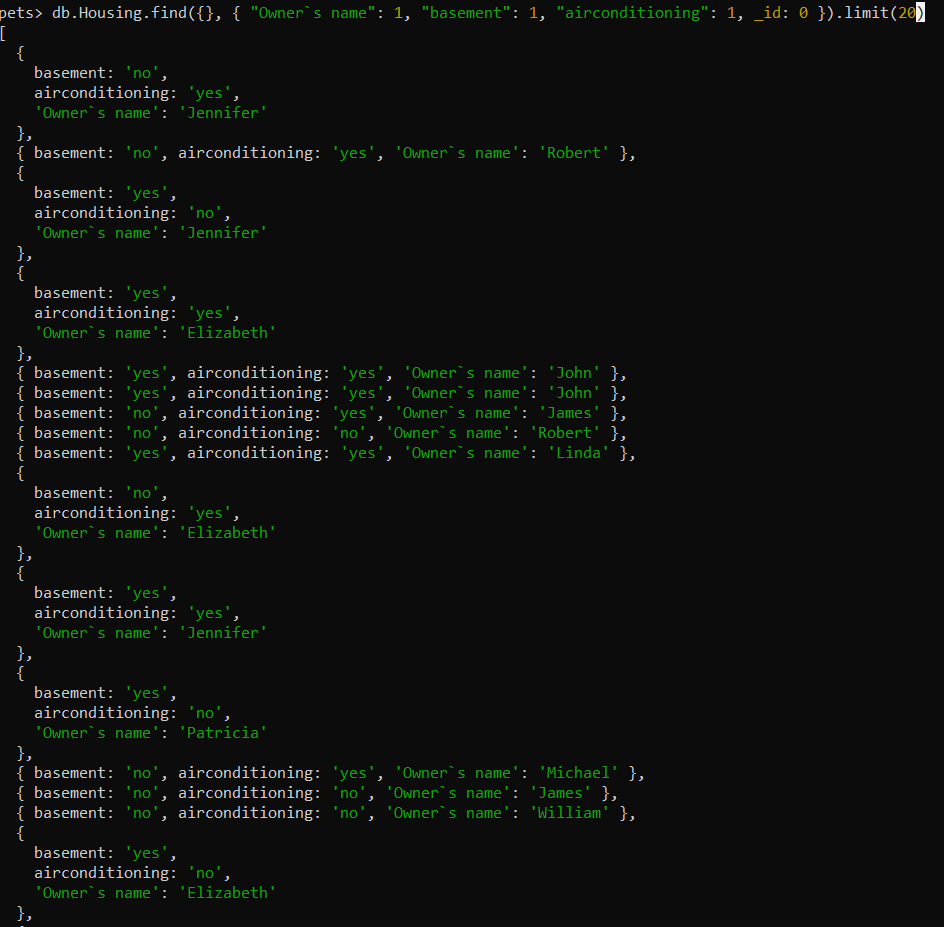 pets> db.Housing.find({}, { "Owner`s name": 1, "basement": 1, "airconditioning": 1, _id: 0 }).limit(20)
[
  {
    basement: 'no',
    airconditioning: 'yes',
    'Owner`s name': 'Jennifer'
  },
  { basement: 'no', airconditioning: 'yes', 'Owner`s name': 'Robert' },
  {
    basement: 'yes',
    airconditioning: 'no',
    'Owner`s name': 'Jennifer'
  },
  {
    basement: 'yes',
    airconditioning: 'yes',
    'Owner`s name': 'Elizabeth'
  },
  { basement: 'yes', airconditioning: 'yes', 'Owner`s name': 'John' },
  { basement: 'yes', airconditioning: 'yes', 'Owner`s name': 'John' },
  { basement: 'no', airconditioning: 'yes', 'Owner`s name': 'James' },
  { basement: 'no', airconditioning: 'no', 'Owner`s name': 'Robert' },
  { basement: 'yes', airconditioning: 'yes', 'Owner`s name': 'Linda' },
  {
    basement: 'no',
    airconditioning: 'yes',
    'Owner`s name': 'Elizabeth'
  },
  {
    basement: 'yes',
    airconditioning: 'yes',
    'Owner`s name': 'Jennifer'
  },
  {
    basement: 'yes',
    airconditioning: 'no',
    'Owner`s name': 'Patricia'
  },
  { basement: 'no', airconditioning: 'yes', 'Owner`s name': 'Michael' },
  { basement: 'no', airconditioning: 'no', 'Owner`s name': 'James' },
  { basement: 'no', airconditioning: 'no', 'Owner`s name': 'William' },
  {
    basement: 'yes',
    airconditioning: 'no',
    'Owner`s name': 'Elizabeth'
  },